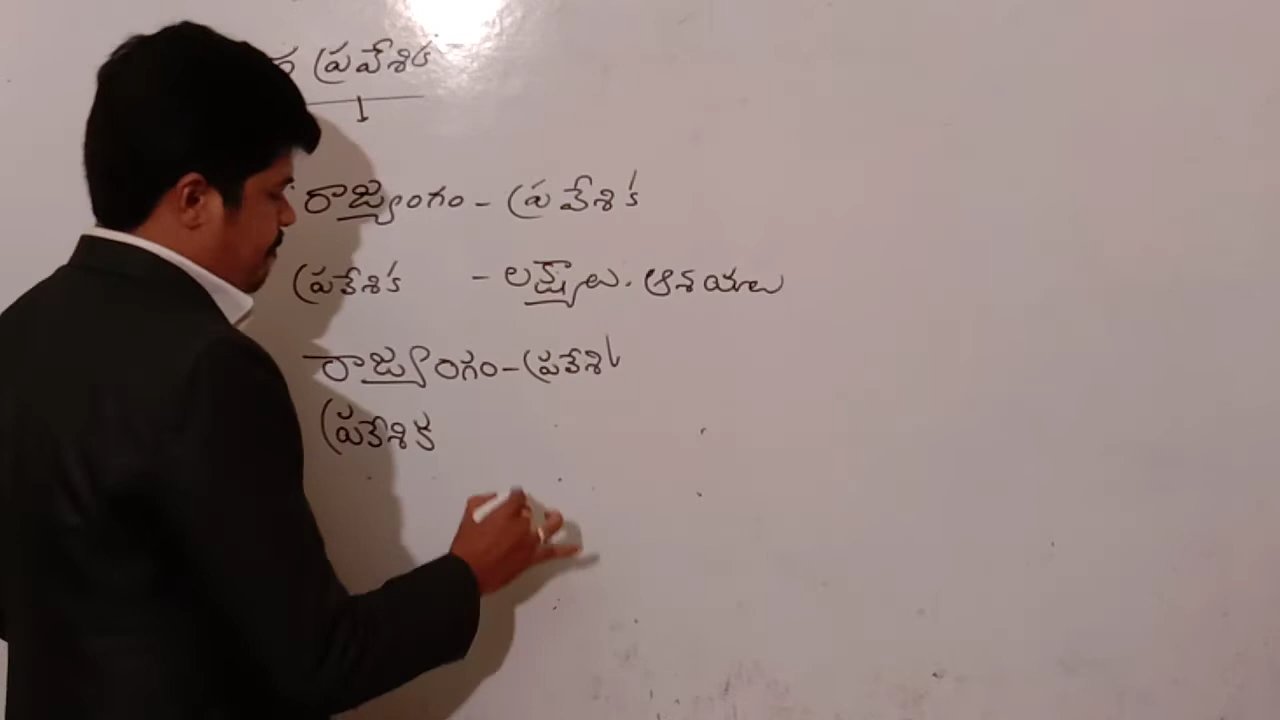 ప్రవేశిక
రాజ్యాంగం - ప్రవేశిక
ప్రవేశిక - లక్ష్యాలు. ఆశయాలు
రాజ్యాంగం - ప్రవేశిక
ప్రవేశిక